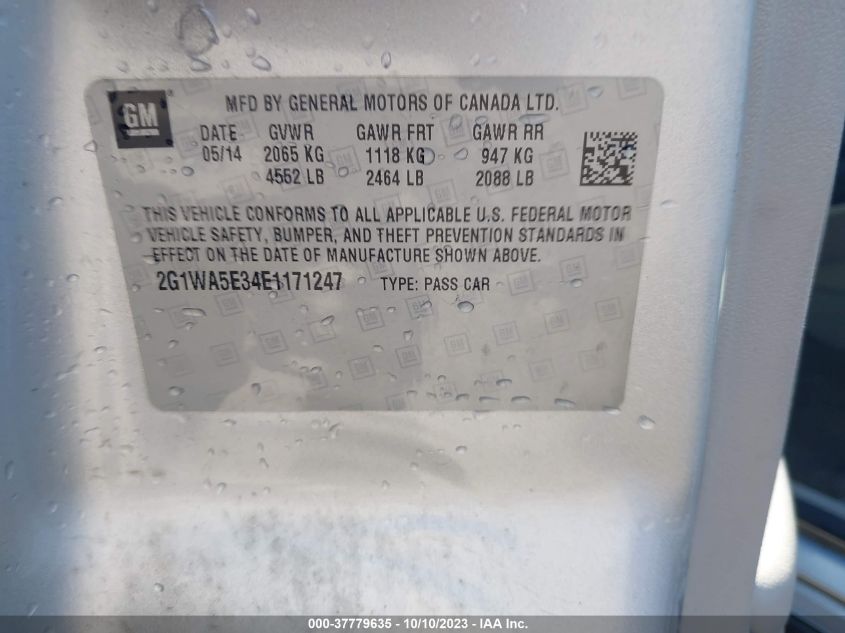 GM
MFD BY GENERAL MOTORS OF CANADA LTD.
DATE GVWR GAWR FRT GAWR RR
05/14 2065 KG 1118 KG 947 KG
4552 LB 2464 LB 2088 LB
THIS VEHICLE CONFORMS TO ALL APPLICABLE U.S. FEDERAL MOTOR
VEHICLE SAFETY, BUMPER, AND THEFT PREVENTION STANDARDS IN
EFFECT ON THE DATE OF MANUFACTURE SHOWN ABOVE.
2G1WA5E34E1171247 TYPE: PASS CAR
000-37779635 - 10/10/2023 - IAA Inc.